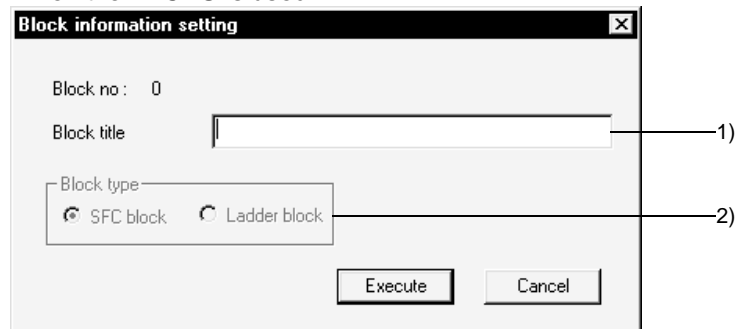 Block information setting
Block no : 0
Block title
1)
Block type
SFC block Ladder block
2)
Execute Cancel